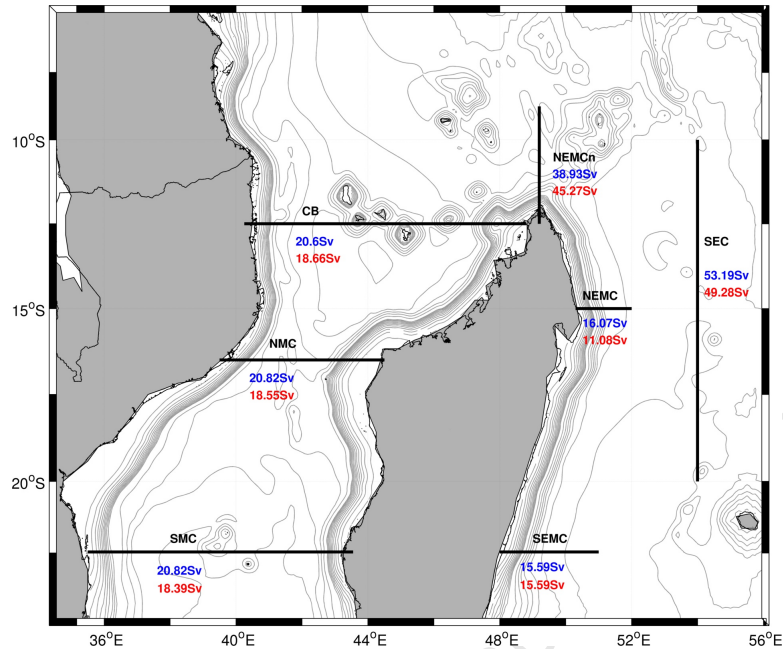 10°S
15°S
20°S
NEMCn
38.93Sv
45.27Sv
CB
20.6Sv
18.66Sv
SEC
53.19Sv
49.28Sv
NEMC
16.07Sv
11.08Sv
NMC
20.82Sv
18.55Sv
SMC
20.82Sv
18.39Sv
SEMC
15.59Sv
15.59Sv
36°E 40°E 44°E 48°E 52°E 56°E